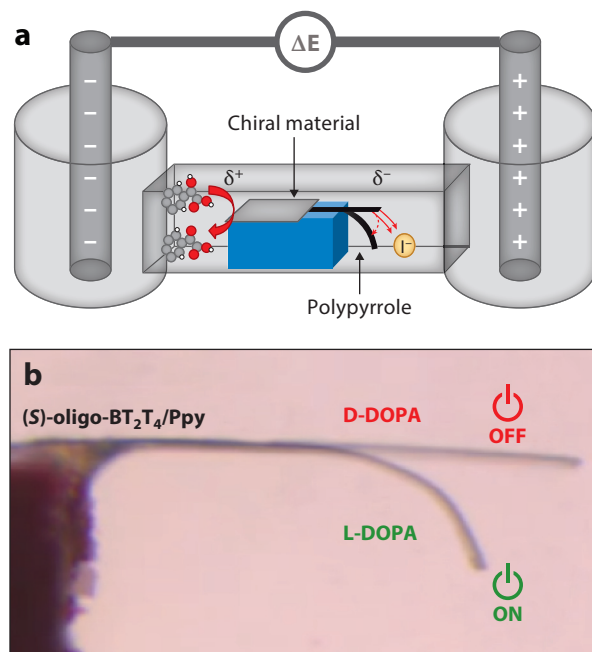 a
ΔE
− +
− +
− +
− +
− +
− +
Chiral material
δ⁺ δ⁻
I⁻
Polypyrrole
b
(S)-oligo-BT₂T₄/Ppy
D-DOPA
OFF
L-DOPA
ON